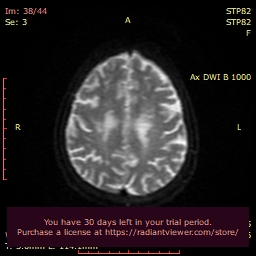 Im: 38/44
Se: 3
A
STP82
STP82
F
Ax DWI B 1000
R
L
You have 30 days left in your trial period.
Purchase a license at https://radiantviewer.com/store/